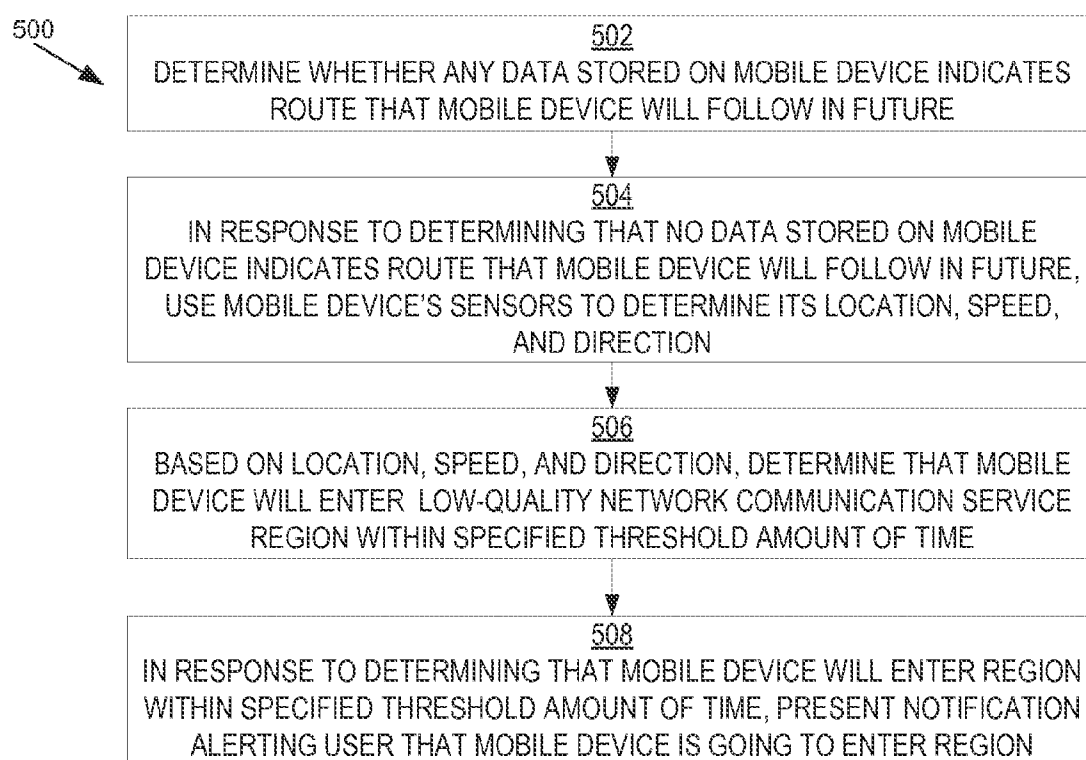 500
502
DETERMINE WHETHER ANY DATA STORED ON MOBILE DEVICE INDICATES
ROUTE THAT MOBILE DEVICE WILL FOLLOW IN FUTURE
504
IN RESPONSE TO DETERMINING THAT NO DATA STORED ON MOBILE
DEVICE INDICATES ROUTE THAT MOBILE DEVICE WILL FOLLOW IN FUTURE,
USE MOBILE DEVICE'S SENSORS TO DETERMINE ITS LOCATION, SPEED,
AND DIRECTION
506
BASED ON LOCATION, SPEED, AND DIRECTION, DETERMINE THAT MOBILE
DEVICE WILL ENTER LOW-QUALITY NETWORK COMMUNICATION SERVICE
REGION WITHIN SPECIFIED THRESHOLD AMOUNT OF TIME
508
IN RESPONSE TO DETERMINING THAT MOBILE DEVICE WILL ENTER REGION
WITHIN SPECIFIED THRESHOLD AMOUNT OF TIME, PRESENT NOTIFICATION
ALERTING USER THAT MOBILE DEVICE IS GOING TO ENTER REGION